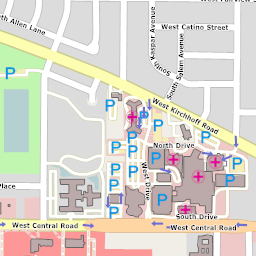 Kaspar Avenue
West Catino Street
North Allen Lane
South
South Salem Avenue
P
P
P
P
P
West Kirchhoff Road
P
North Drive
P
P
P
P
P
West Drive
P
Place
P
P
P
South Drive
West Central Road
West Central Road